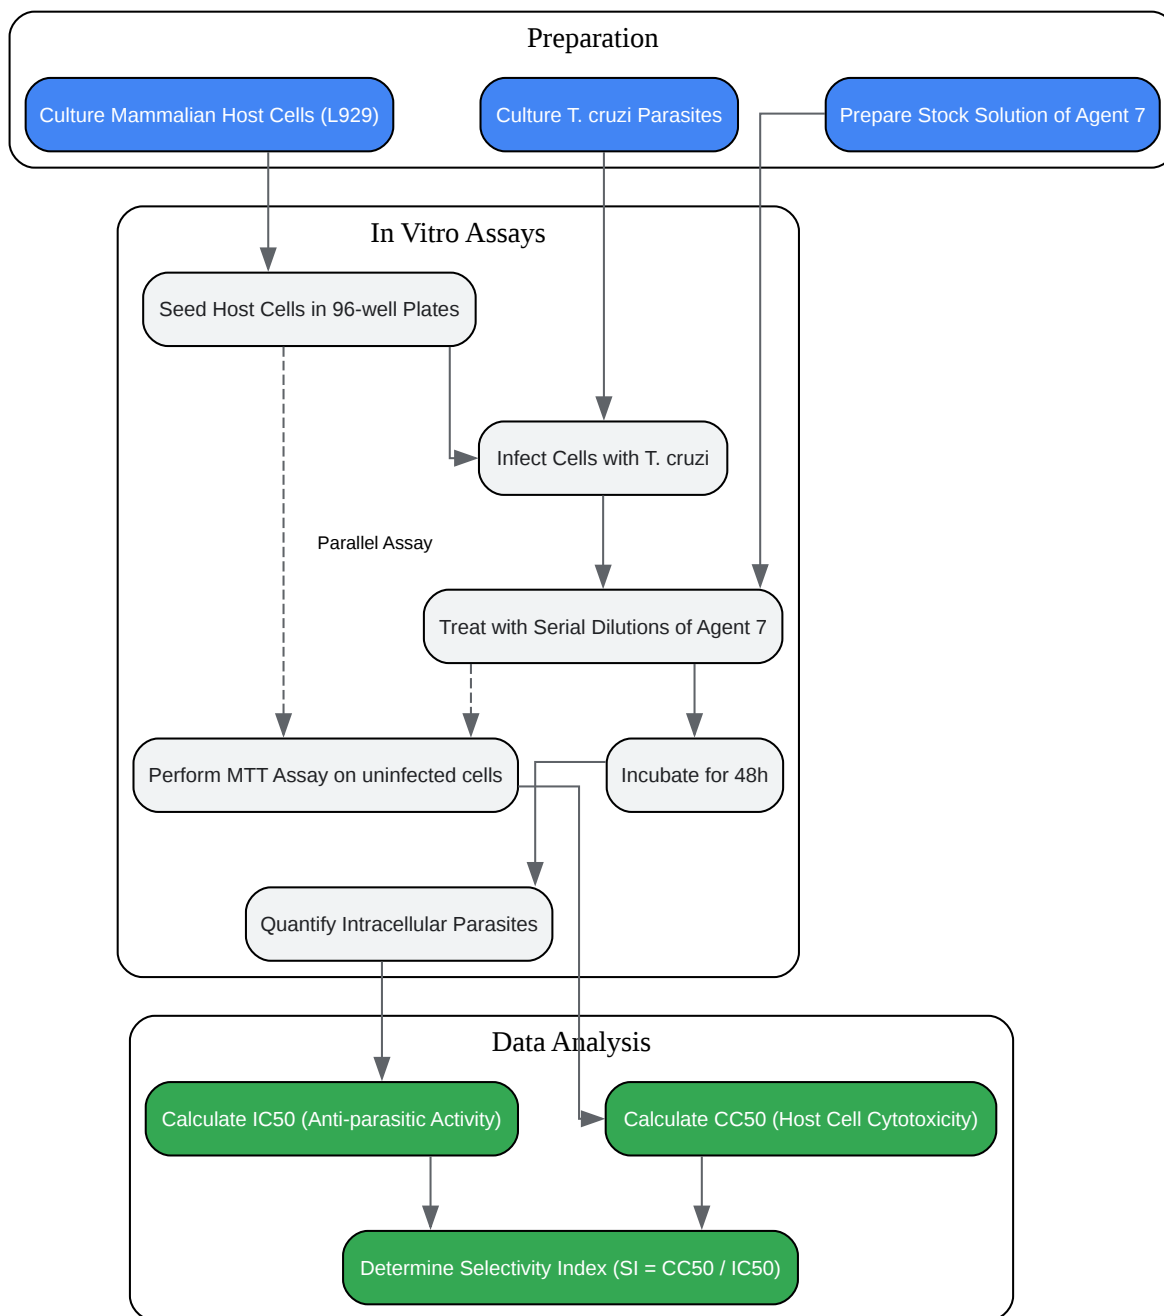 Preparation
Culture Mammalian Host Cells (L929)
Culture T. cruzi Parasites
Prepare Stock Solution of Agent 7
In Vitro Assays
Seed Host Cells in 96-well Plates
Infect Cells with T. cruzi
Parallel Assay
Treat with Serial Dilutions of Agent 7
Perform MTT Assay on uninfected cells
Incubate for 48h
Quantify Intracellular Parasites
Data Analysis
Calculate IC50 (Anti-parasitic Activity)
Calculate CC50 (Host Cell Cytotoxicity)
Determine Selectivity Index (SI = CC50 / IC50)